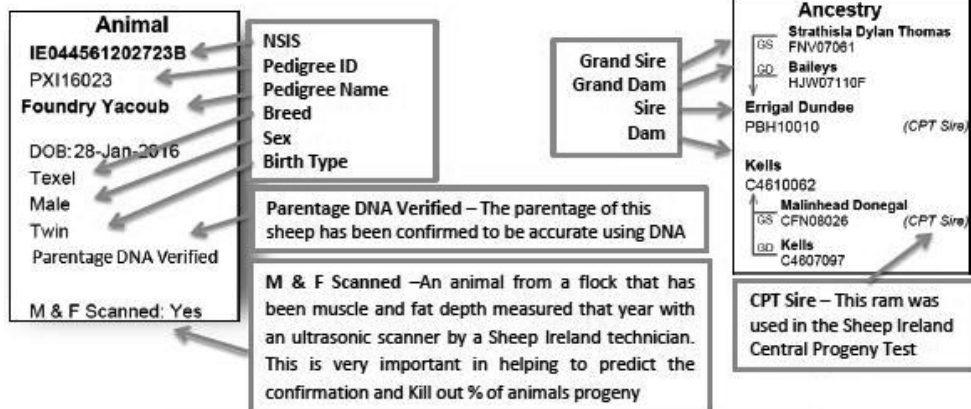 Animal
IE044561202723B
PXI16023
Foundry Yacoub
DOB: 28-Jan-2016
Texel
Male
Twin
Parentage DNA Verified
M & F Scanned: Yes
NSIS
Pedigree ID
Pedigree Name
Breed
Sex
Birth Type
Parentage DNA Verified – The parentage of this
sheep has been confirmed to be accurate using DNA
M & F Scanned –An animal from a flock that has
been muscle and fat depth measured that year with
an ultrasonic scanner by a Sheep Ireland technician.
This is very important in helping to predict the
confirmation and Kill out % of animals progeny
Grand Sire
Grand Dam
Sire
Dam
Ancestry
Strathisla Dylan Thomas
GS FNV07061
GD Baileys
HJW07110F
Errigal Dundee
PBH10010 (CPT Sire)
Kells
C4610062
Malinhead Donegal
GS CFN08026 (CPT Sire)
GD Kells
C4607097
CPT Sire – This ram was
used in the Sheep Ireland
Central Progeny Test